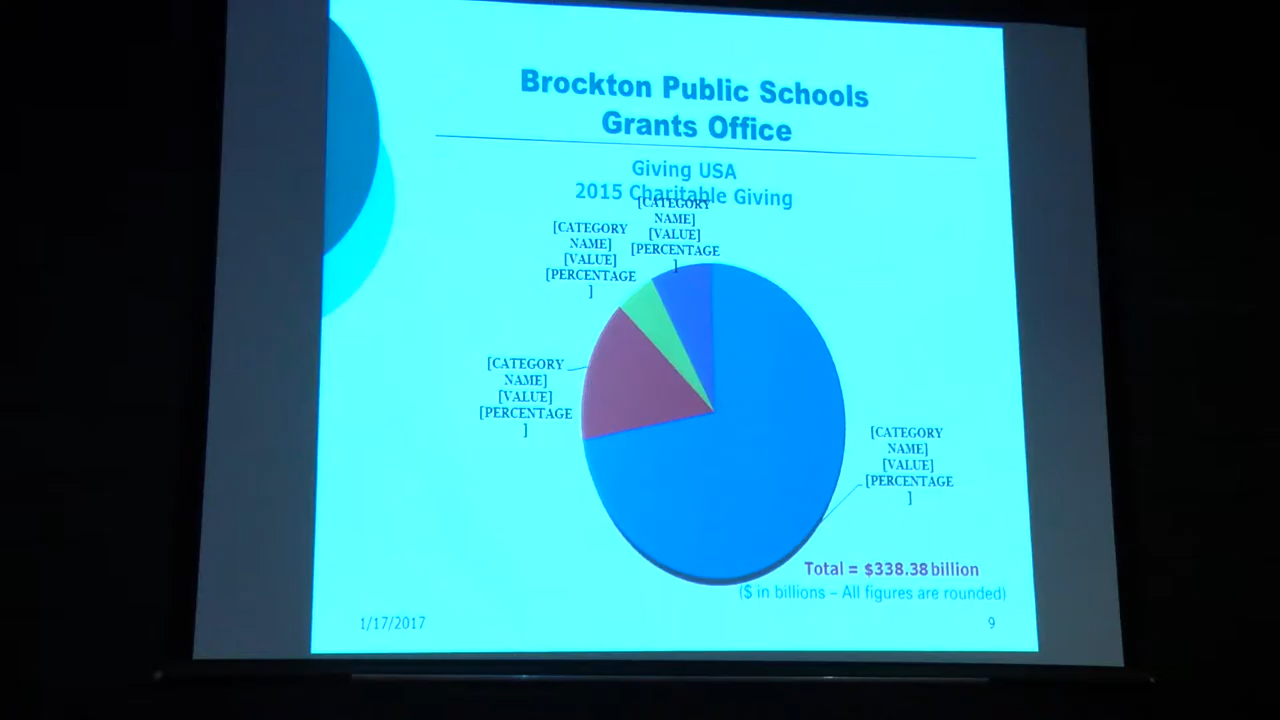 Brockton Public Schools
Grants Office
Giving USA
2015 Charitable Giving
[CATEGORY
NAME]
[VALUE]
[PERCENTAGE
]
[CATEGORY
NAME]
[VALUE]
[PERCENTAGE
]
[CATEGORY
NAME]
[VALUE]
[PERCENTAGE
]
[CATEGORY
NAME]
[VALUE]
[PERCENTAGE
]
Total = $338.38 billion
($ in billions – All figures are rounded)
1/17/2017
9